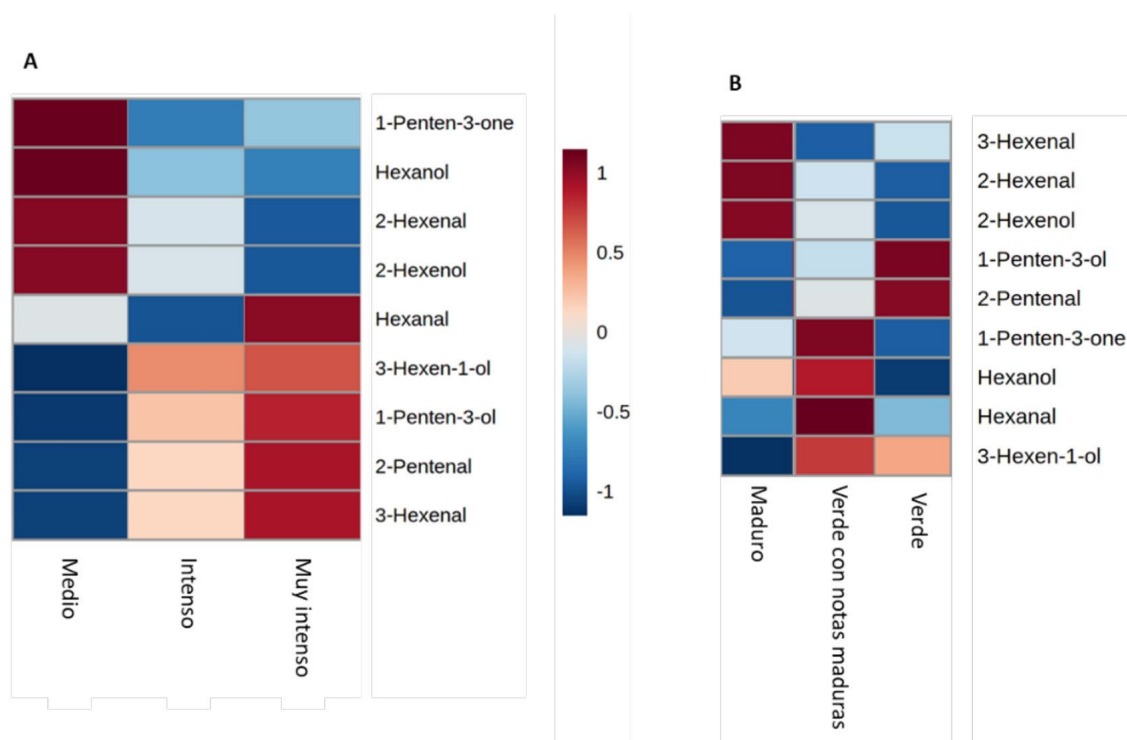 A
1-Penten-3-one
Hexanol
2-Hexenal
2-Hexenol
Hexanal
3-Hexen-1-ol
1-Penten-3-ol
2-Pentenal
3-Hexenal
Medio
Intenso
Muy intenso
1
0.5
0
-0.5
-1
B
3-Hexenal
2-Hexenal
2-Hexenol
1-Penten-3-ol
2-Pentenal
1-Penten-3-one
Hexanol
Hexanal
3-Hexen-1-ol
Maduro
Verde con notas maduras
Verde